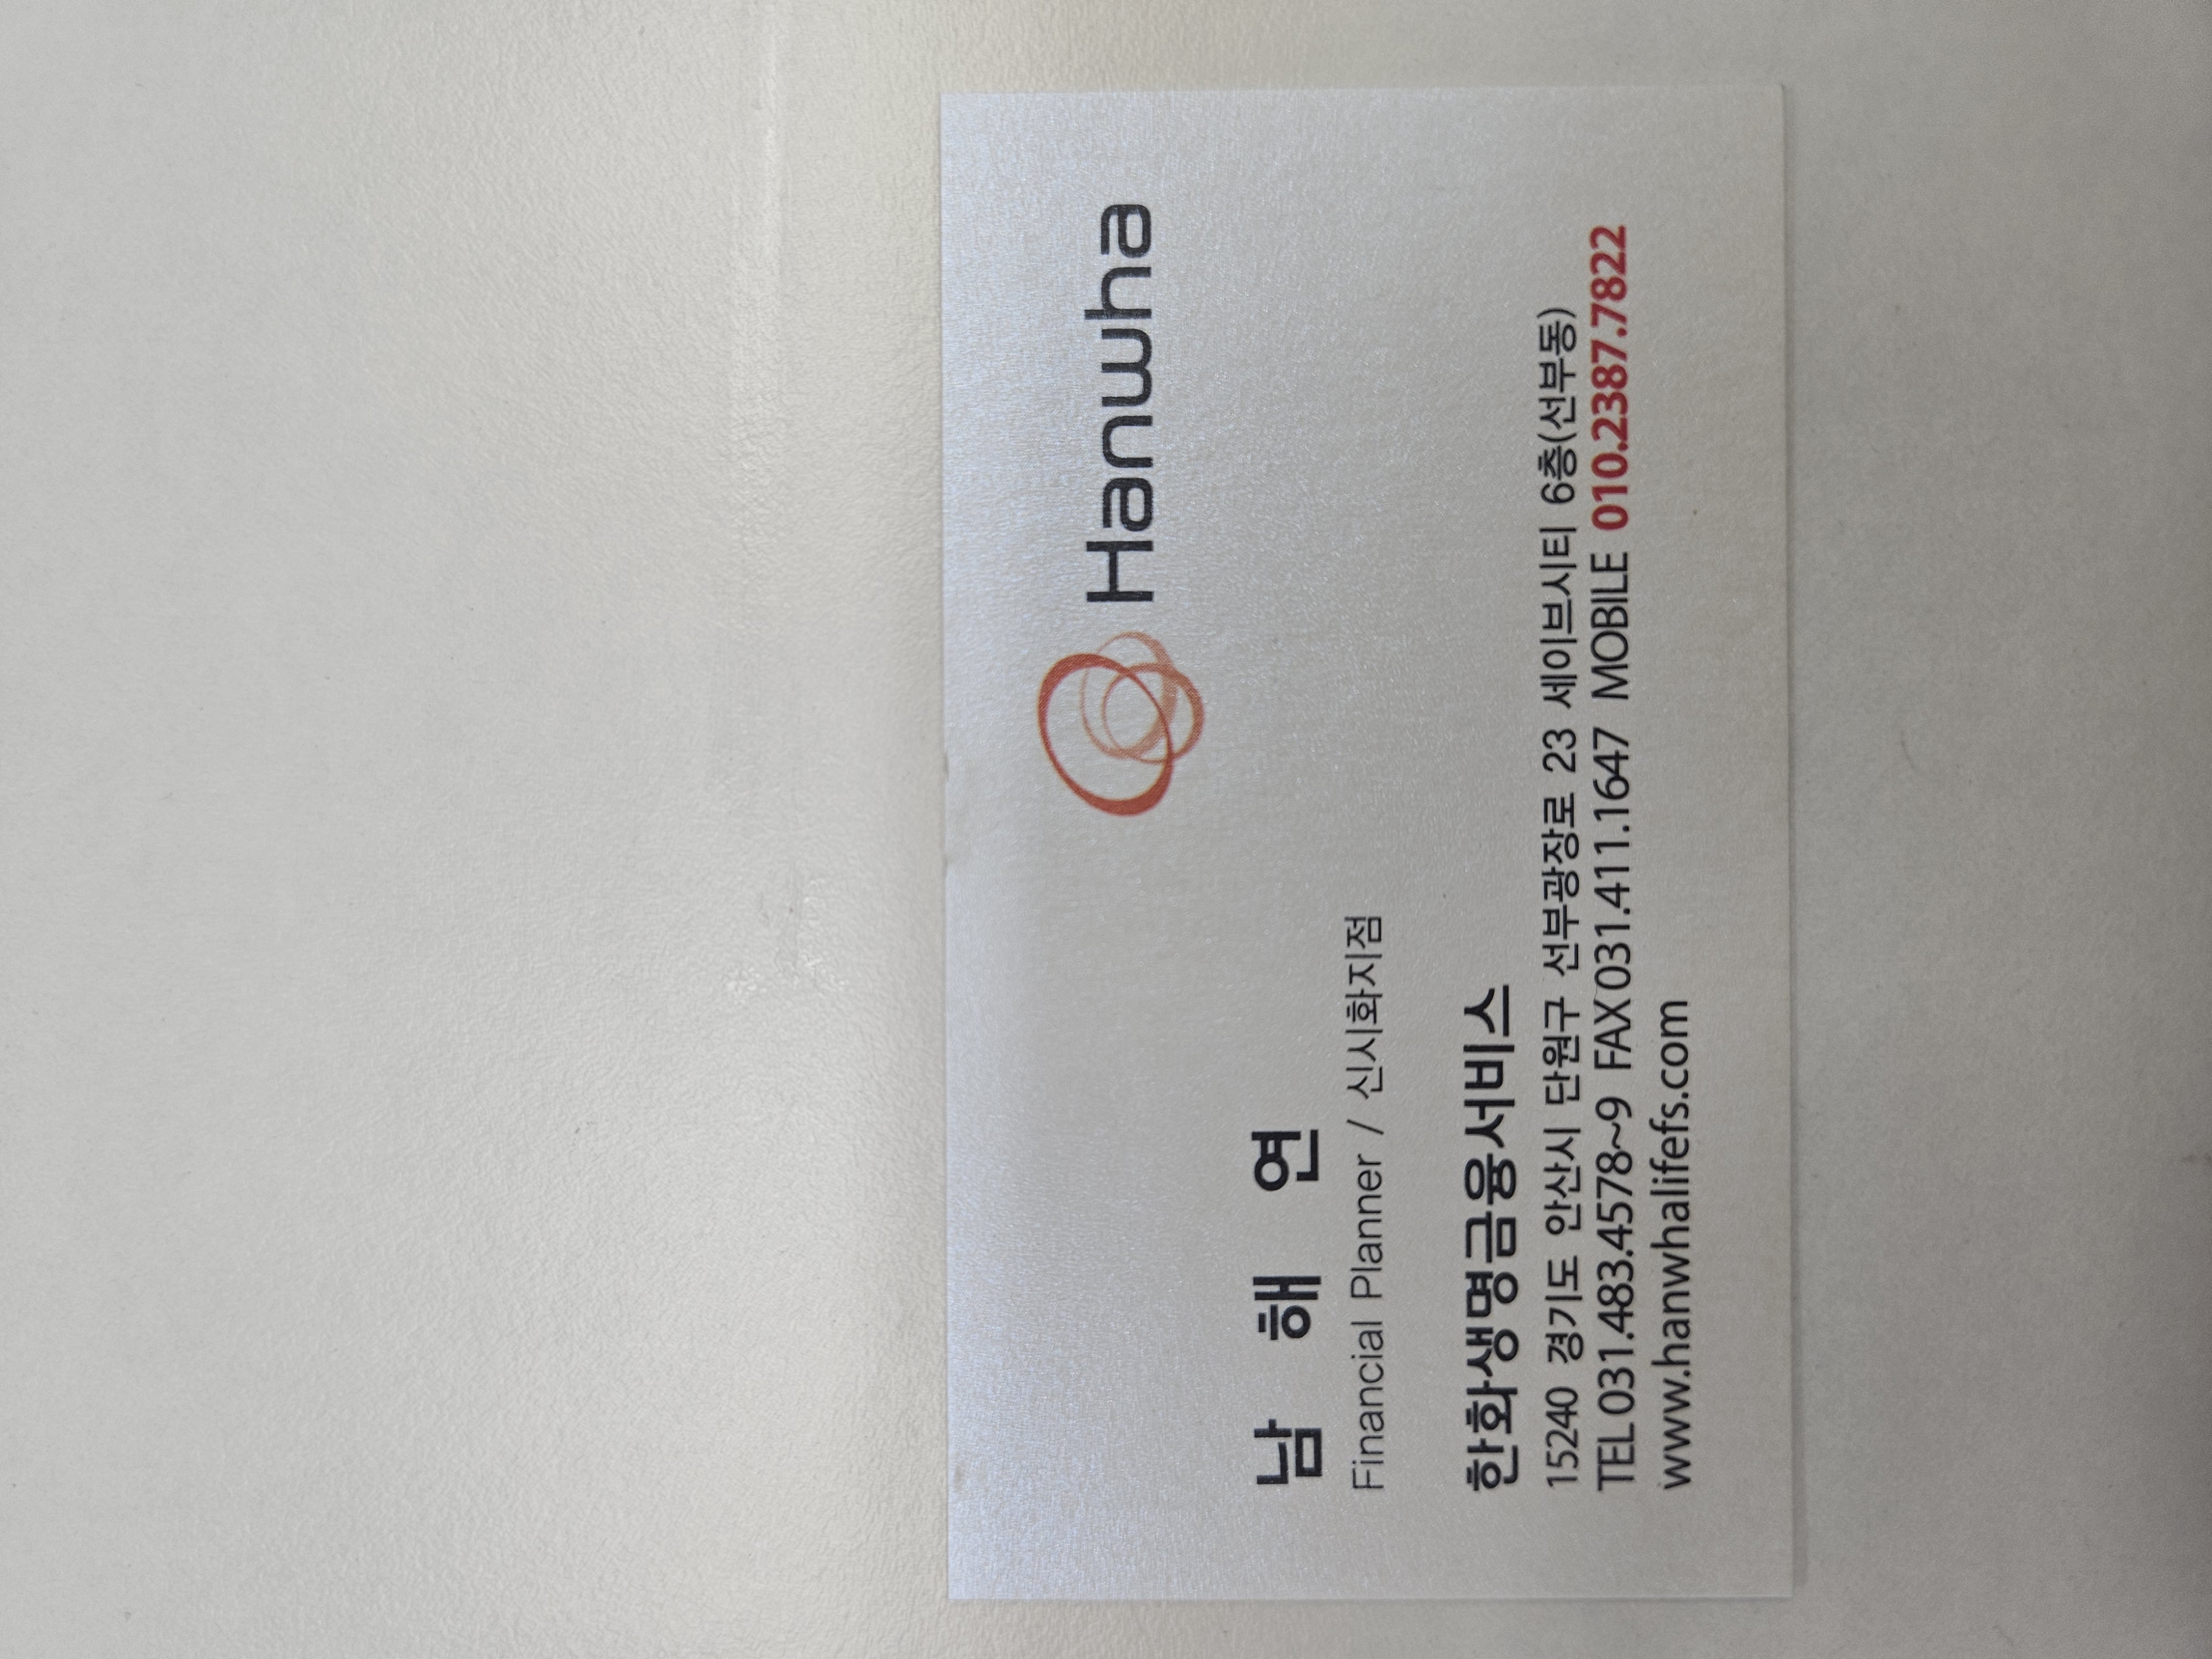 Hanwha
남 해 연
Financial Planner / 신시화지점
한화생명금융서비스
15240 경기도 안산시 단원구 선부광장로 23 세이브시티 6층(선부동)
TEL 031.483.4578~9 FAX 031.411.1647 MOBILE 010.2387.7822
www.hanwhalifefs.com